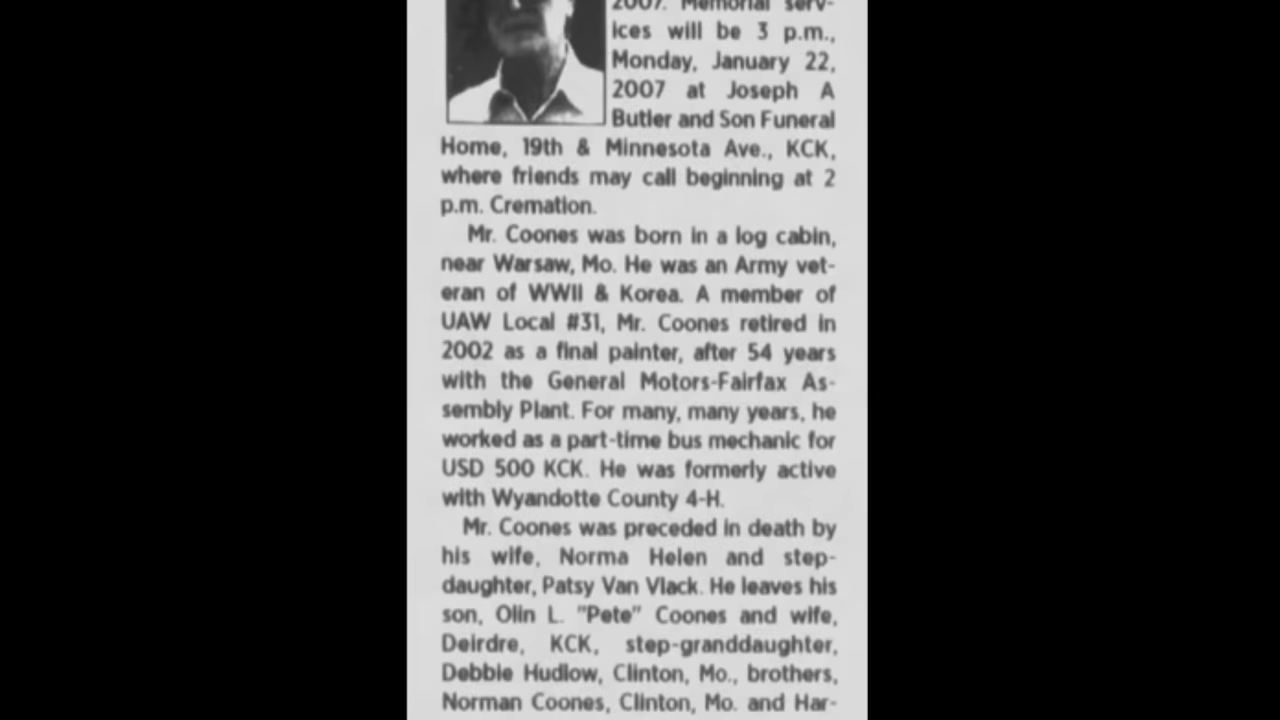 2007. Memorial serv-
ices will be 3 p.m.,
Monday, January 22,
2007 at Joseph A
Butler and Son Funeral
Home, 19th & Minnesota Ave., KCK,
where friends may call beginning at 2
p.m. Cremation.
Mr. Coones was born in a log cabin,
near Warsaw, Mo. He was an Army vet-
eran of WWII & Korea. A member of
UAW Local #31, Mr. Coones retired in
2002 as a final painter, after 54 years
with the General Motors-Fairfax As-
sembly Plant. For many, many years, he
worked as a part-time bus mechanic for
USD 500 KCK. He was formerly active
with Wyandotte County 4-H.
Mr. Coones was preceded in death by
his wife, Norma Helen and step-
daughter, Patsy Van Vlack. He leaves his
son, Olin L. "Pete" Coones and wife,
Deirdre, KCK, step-granddaughter,
Debbie Hudlow, Clinton, Mo., brothers,
Norman Coones, Clinton, Mo. and Har-